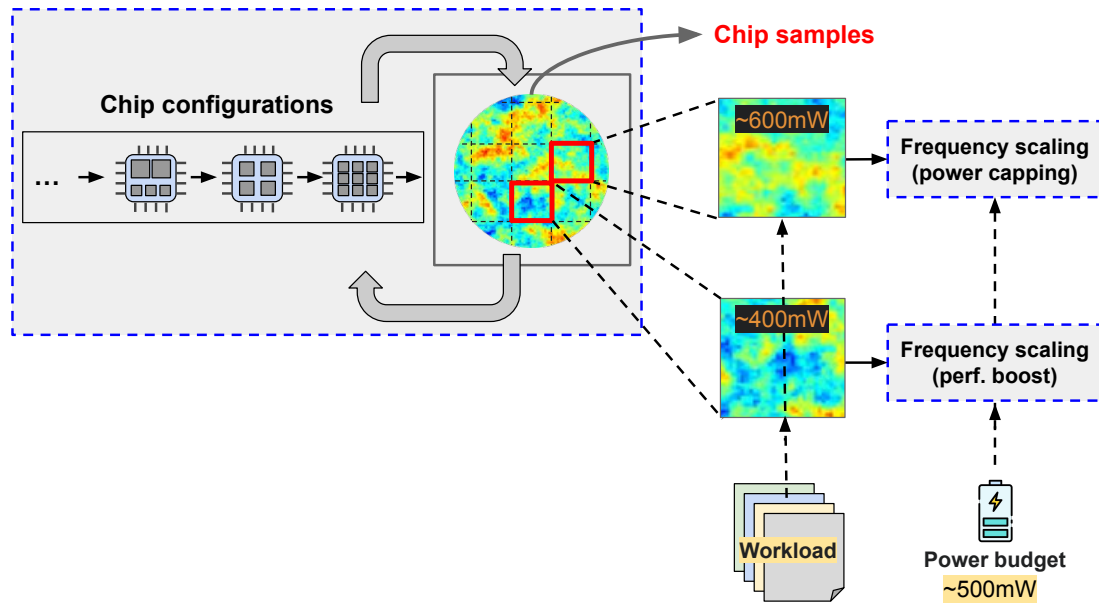 Chip samples
Chip configurations
...
~600mW
Frequency scaling
(power capping)
~400mW
Frequency scaling
(perf. boost)
Workload
Power budget
~500mW